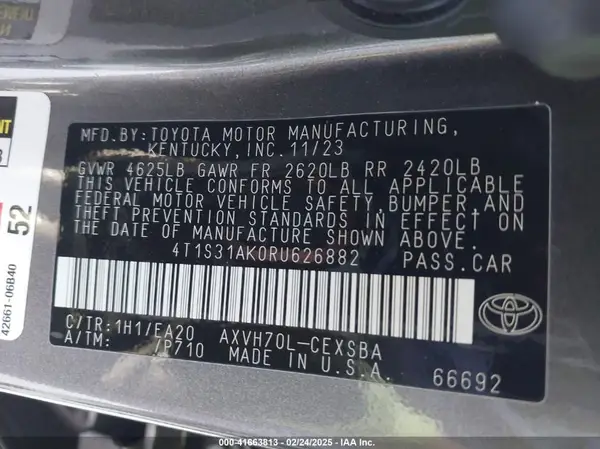 MFD.BY:TOYOTA MOTOR MANUFACTURING,
KENTUCKY,INC.11/23
GVWR 4625LB GAWR FR 2620LB RR 2420LB
THIS VEHICLE CONFORMS TO ALL APPLICABLE
FEDERAL MOTOR VEHICLE SAFETY,BUMPER,AND
THEFT PREVENTION STANDARDS IN EFFECT ON
THE DATE OF MANUFACTURE SHOWN ABOVE.
4T1S31AK0RU626882 PASS.CAR
C/TR:1H1/EA20 AXVH70L-CEXSBA
A/TM: /P710 MADE IN U.S.A.
66692
52
42661-06B40
000-41663813 - 02/24/2025 - IAA Inc.